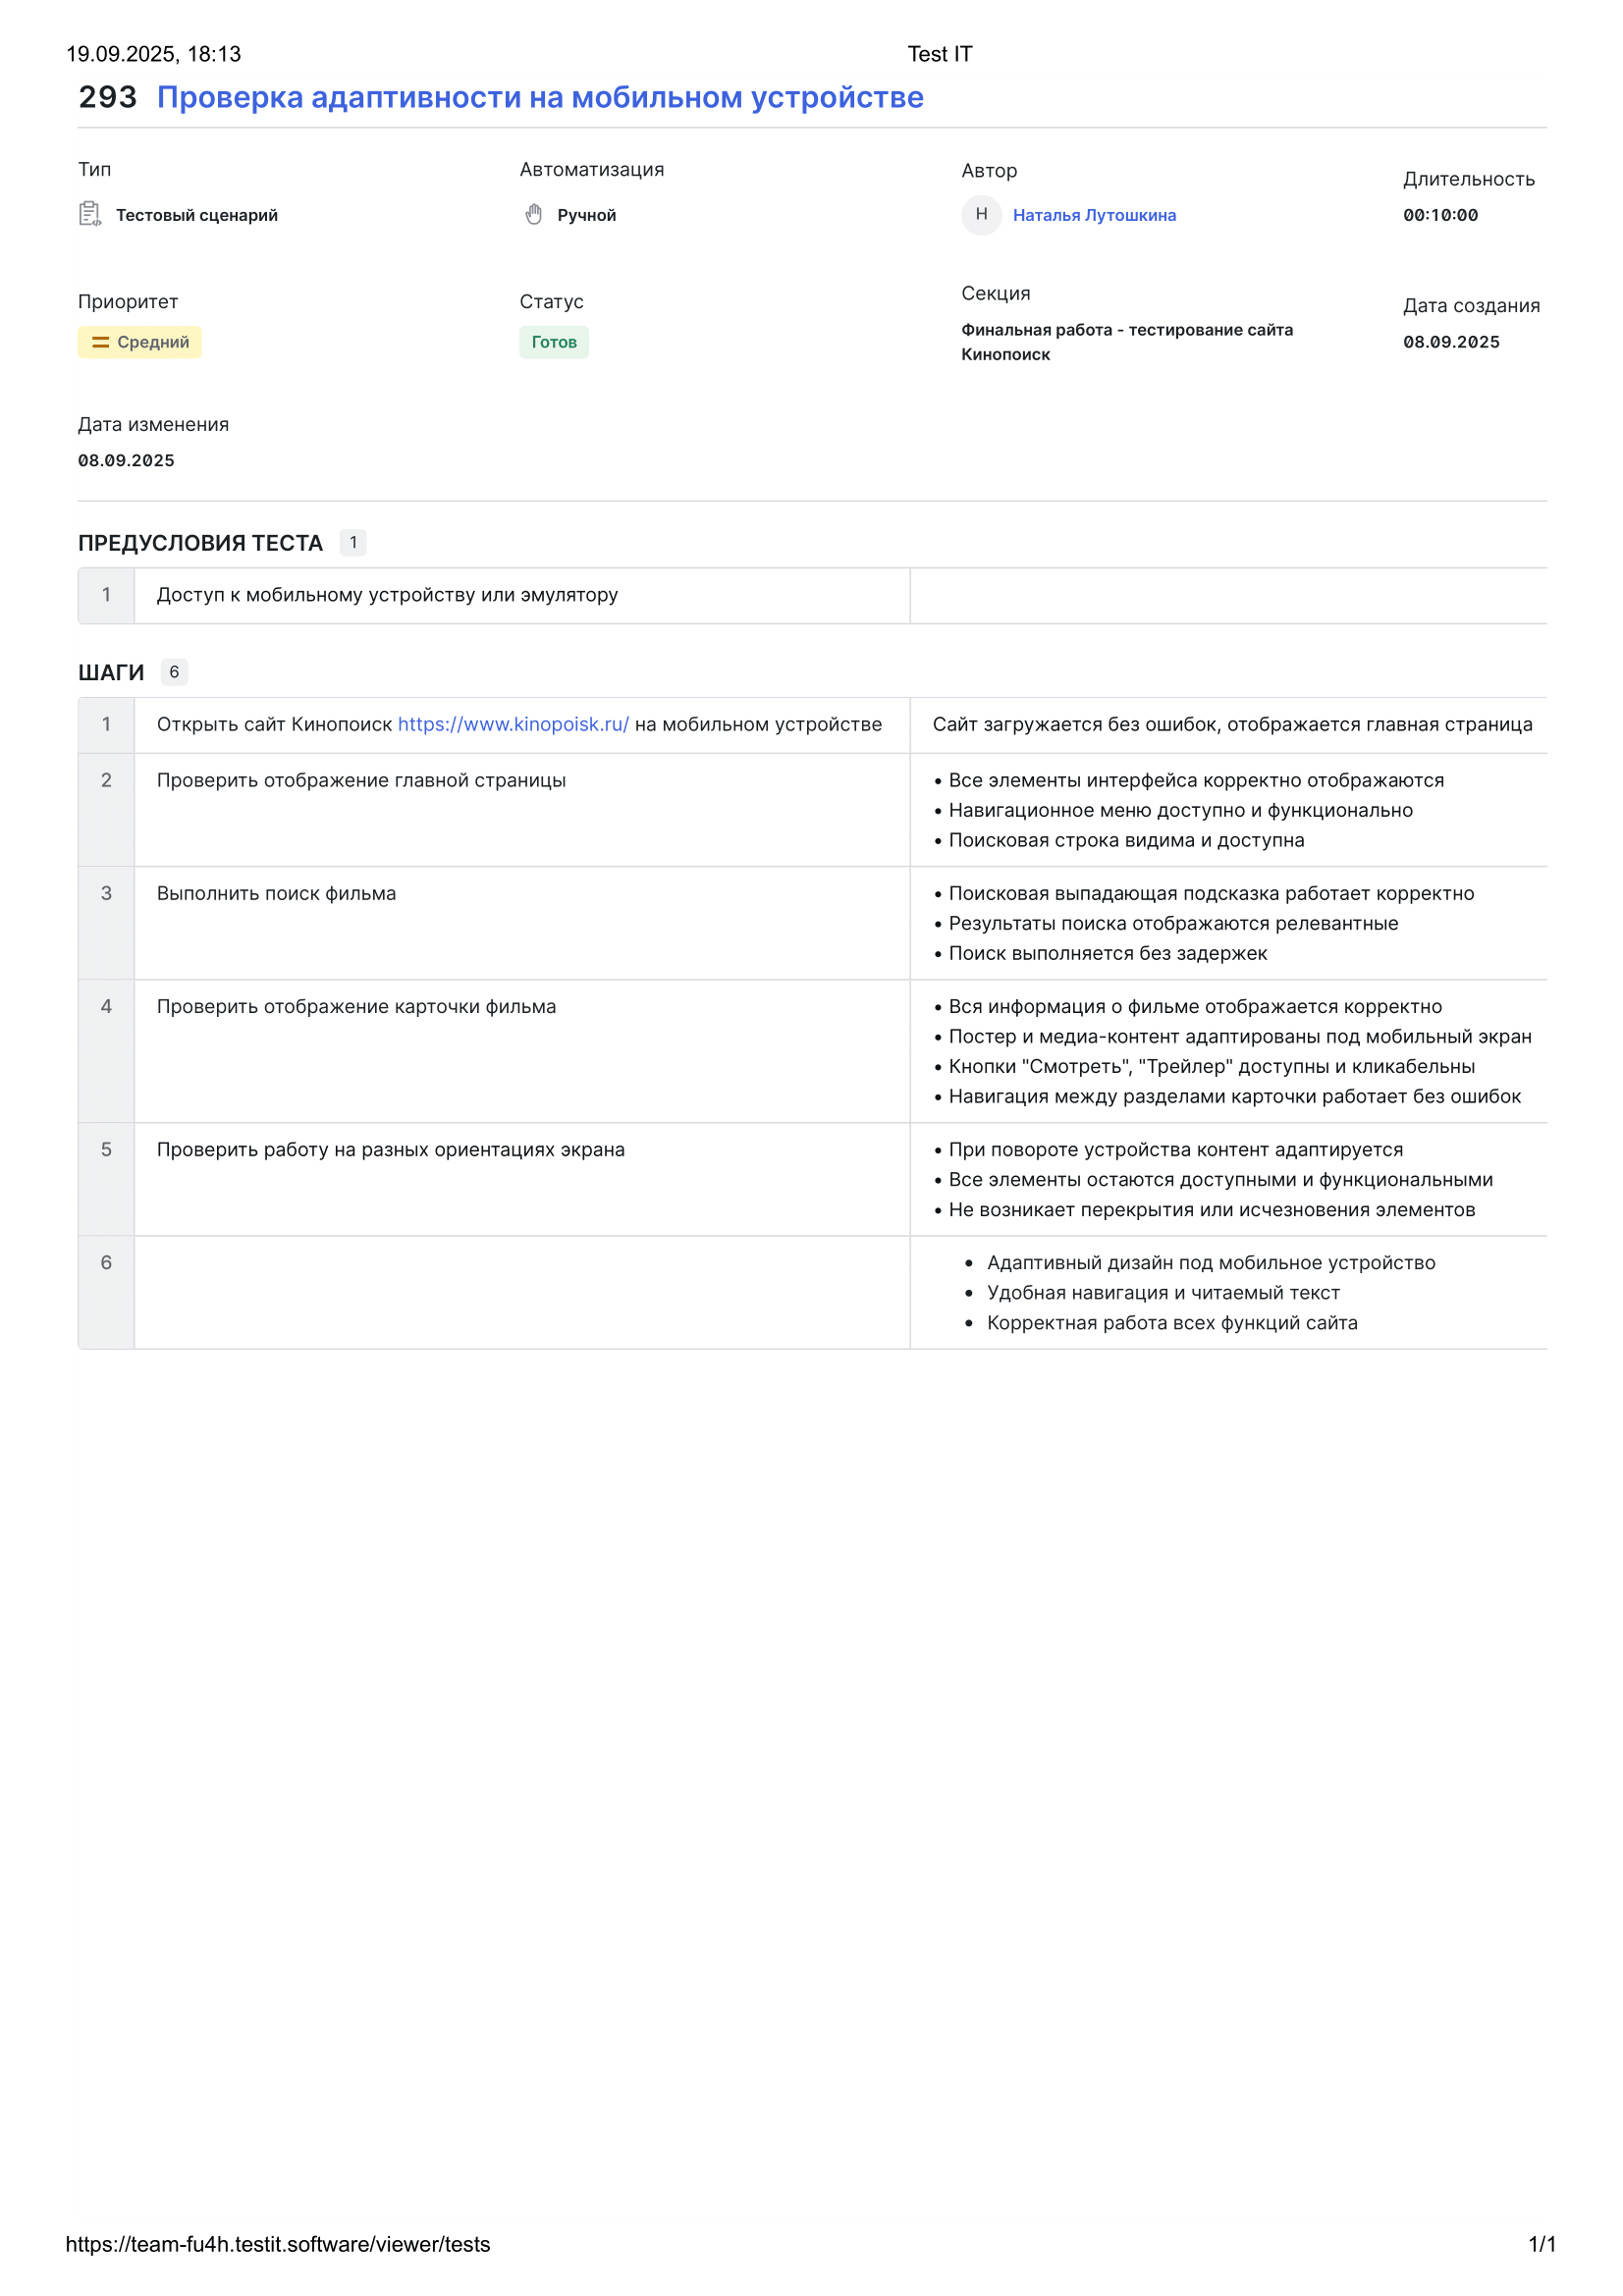 19.09.2025, 18:13 Test IT
293 Проверка адаптивности на мобильном устройстве
Тип Автоматизация Автор Длительность
Тестовый сценарий Ручной Н Наталья Лутошкина 00:10:00
Приоритет Статус Секция Дата создания
Средний Готов Финальная работа - тестирование сайта Кинопоиск 08.09.2025
Дата изменения
08.09.2025
ПРЕДУСЛОВИЯ ТЕСТА 1
1 Доступ к мобильному устройству или эмулятору
ШАГИ 6
1 Открыть сайт Кинопоиск https://www.kinopoisk.ru/ на мобильном устройстве Сайт загружается без ошибок, отображается главная страница
2 Проверить отображение главной страницы • Все элементы интерфейса корректно отображаются
• Навигационное меню доступно и функционально
• Поисковая строка видима и доступна
3 Выполнить поиск фильма • Поисковая выпадающая подсказка работает корректно
• Результаты поиска отображаются релевантные
• Поиск выполняется без задержек
4 Проверить отображение карточки фильма • Вся информация о фильме отображается корректно
• Постер и медиа-контент адаптированы под мобильный экран
• Кнопки "Смотреть", "Трейлер" доступны и кликабельны
• Навигация между разделами карточки работает без ошибок
5 Проверить работу на разных ориентациях экрана • При повороте устройства контент адаптируется
• Все элементы остаются доступными и функциональными
• Не возникает перекрытия или исчезновения элементов
6 • Адаптивный дизайн под мобильное устройство
• Удобная навигация и читаемый текст
• Корректная работа всех функций сайта
https://team-fu4h.testit.software/viewer/tests 1/1